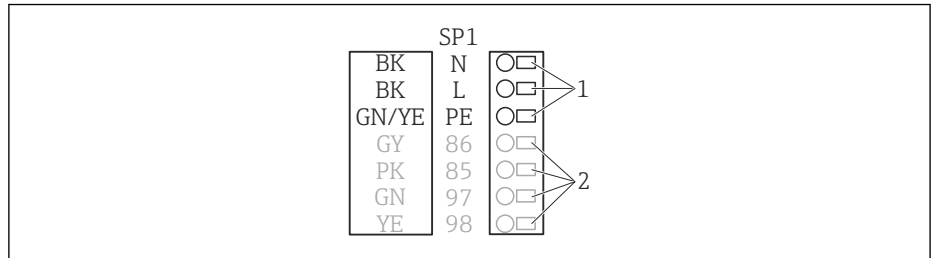 SP1
BK N
BK L 1
GN/YE PE
GY 86
PK 85 2
GN 97
YE 98